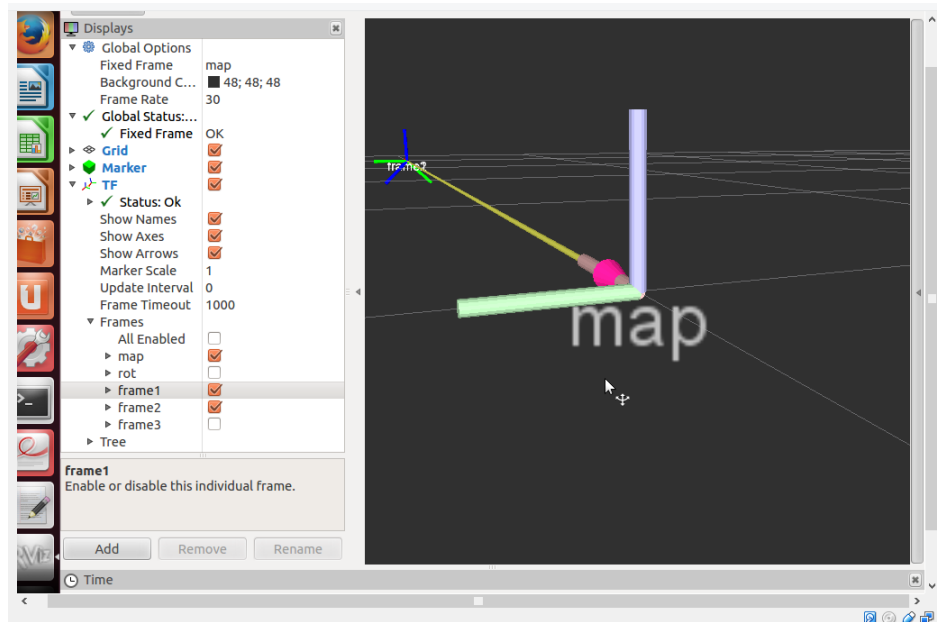 Displays
Global Options
Fixed Frame map
Background C... 48; 48; 48
Frame Rate 30
Global Status:...
Fixed Frame OK
Grid
Marker
TF
Status: Ok
Show Names
Show Axes
Show Arrows
Marker Scale 1
Update Interval 0
Frame Timeout 1000
Frames
All Enabled
map
rot
frame1
frame2
frame3
Tree
frame1
Enable or disable this individual frame.
Add Remove Rename
Time
map